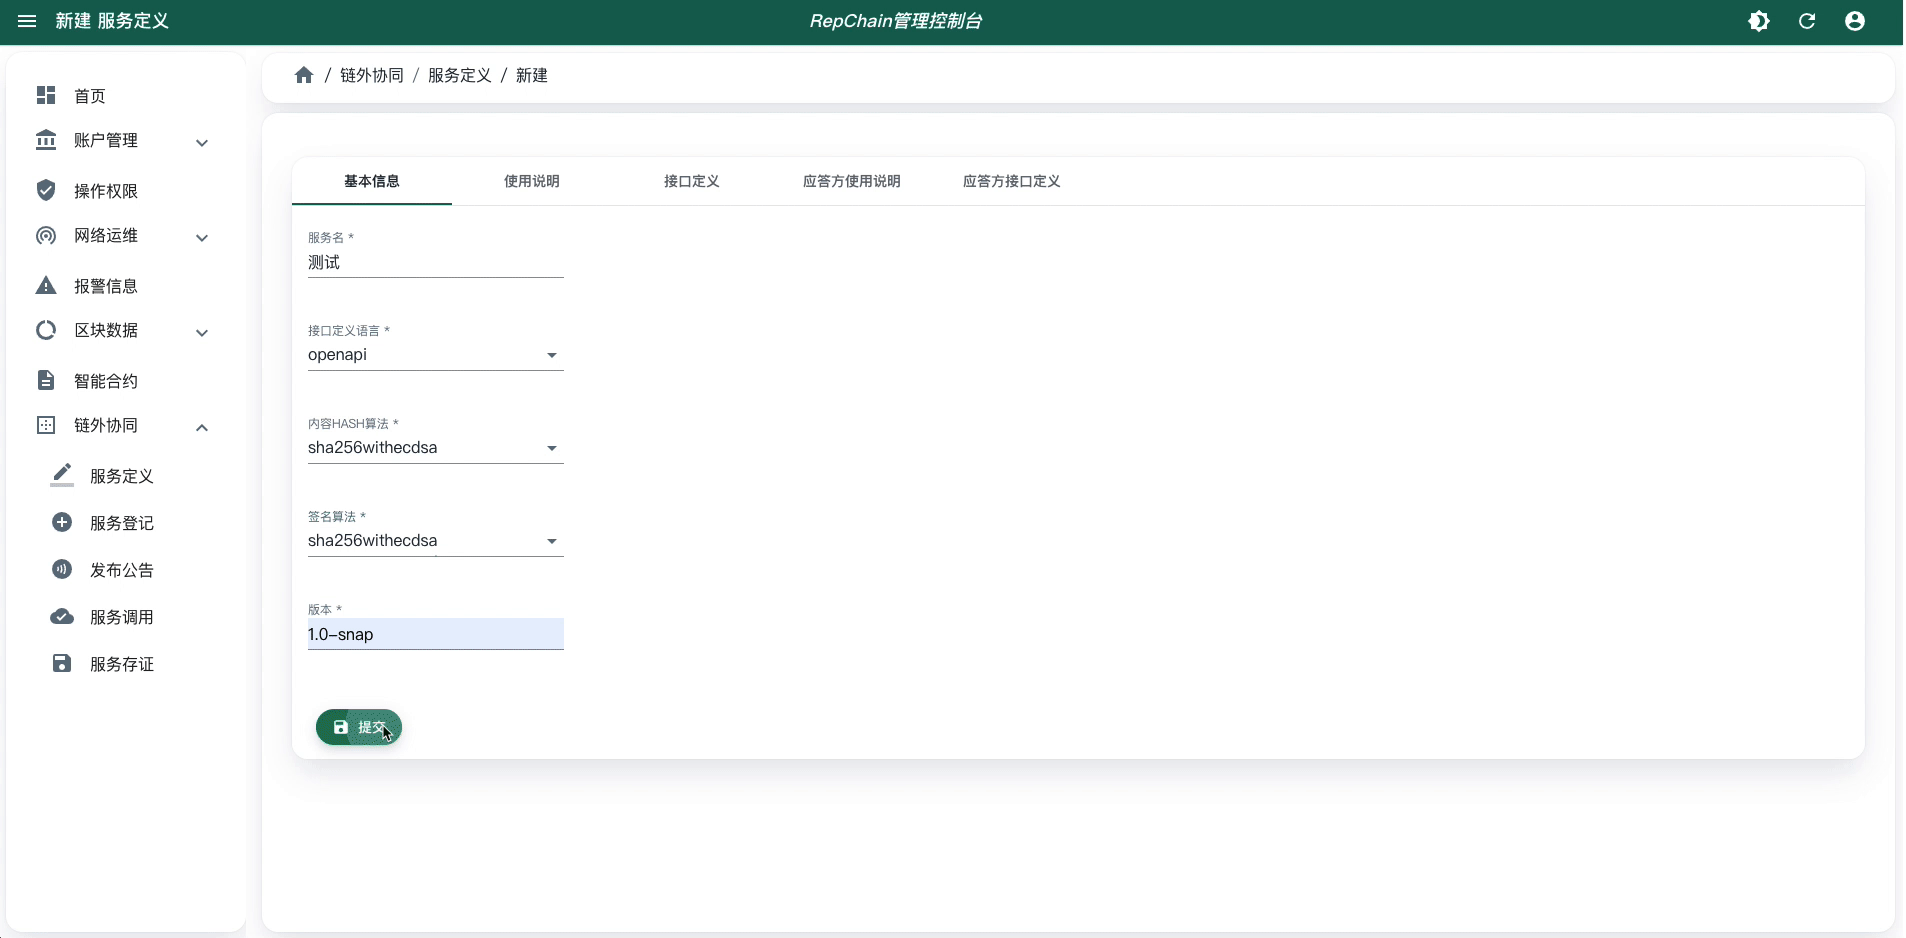 新建 服务定义
RepChain管理控制台
首页
账户管理
操作权限
网络运维
报警信息
区块数据
智能合约
链外协同
服务定义
服务登记
发布公告
服务调用
服务存证
/ 链外协同 / 服务定义 / 新建
基本信息 使用说明 接口定义 应答方使用说明 应答方接口定义
服务名 *
测试
接口定义语言 *
openapi
内容HASH算法 *
sha256withecdsa
签名算法 *
sha256withecdsa
版本 *
1.0-snap
提交